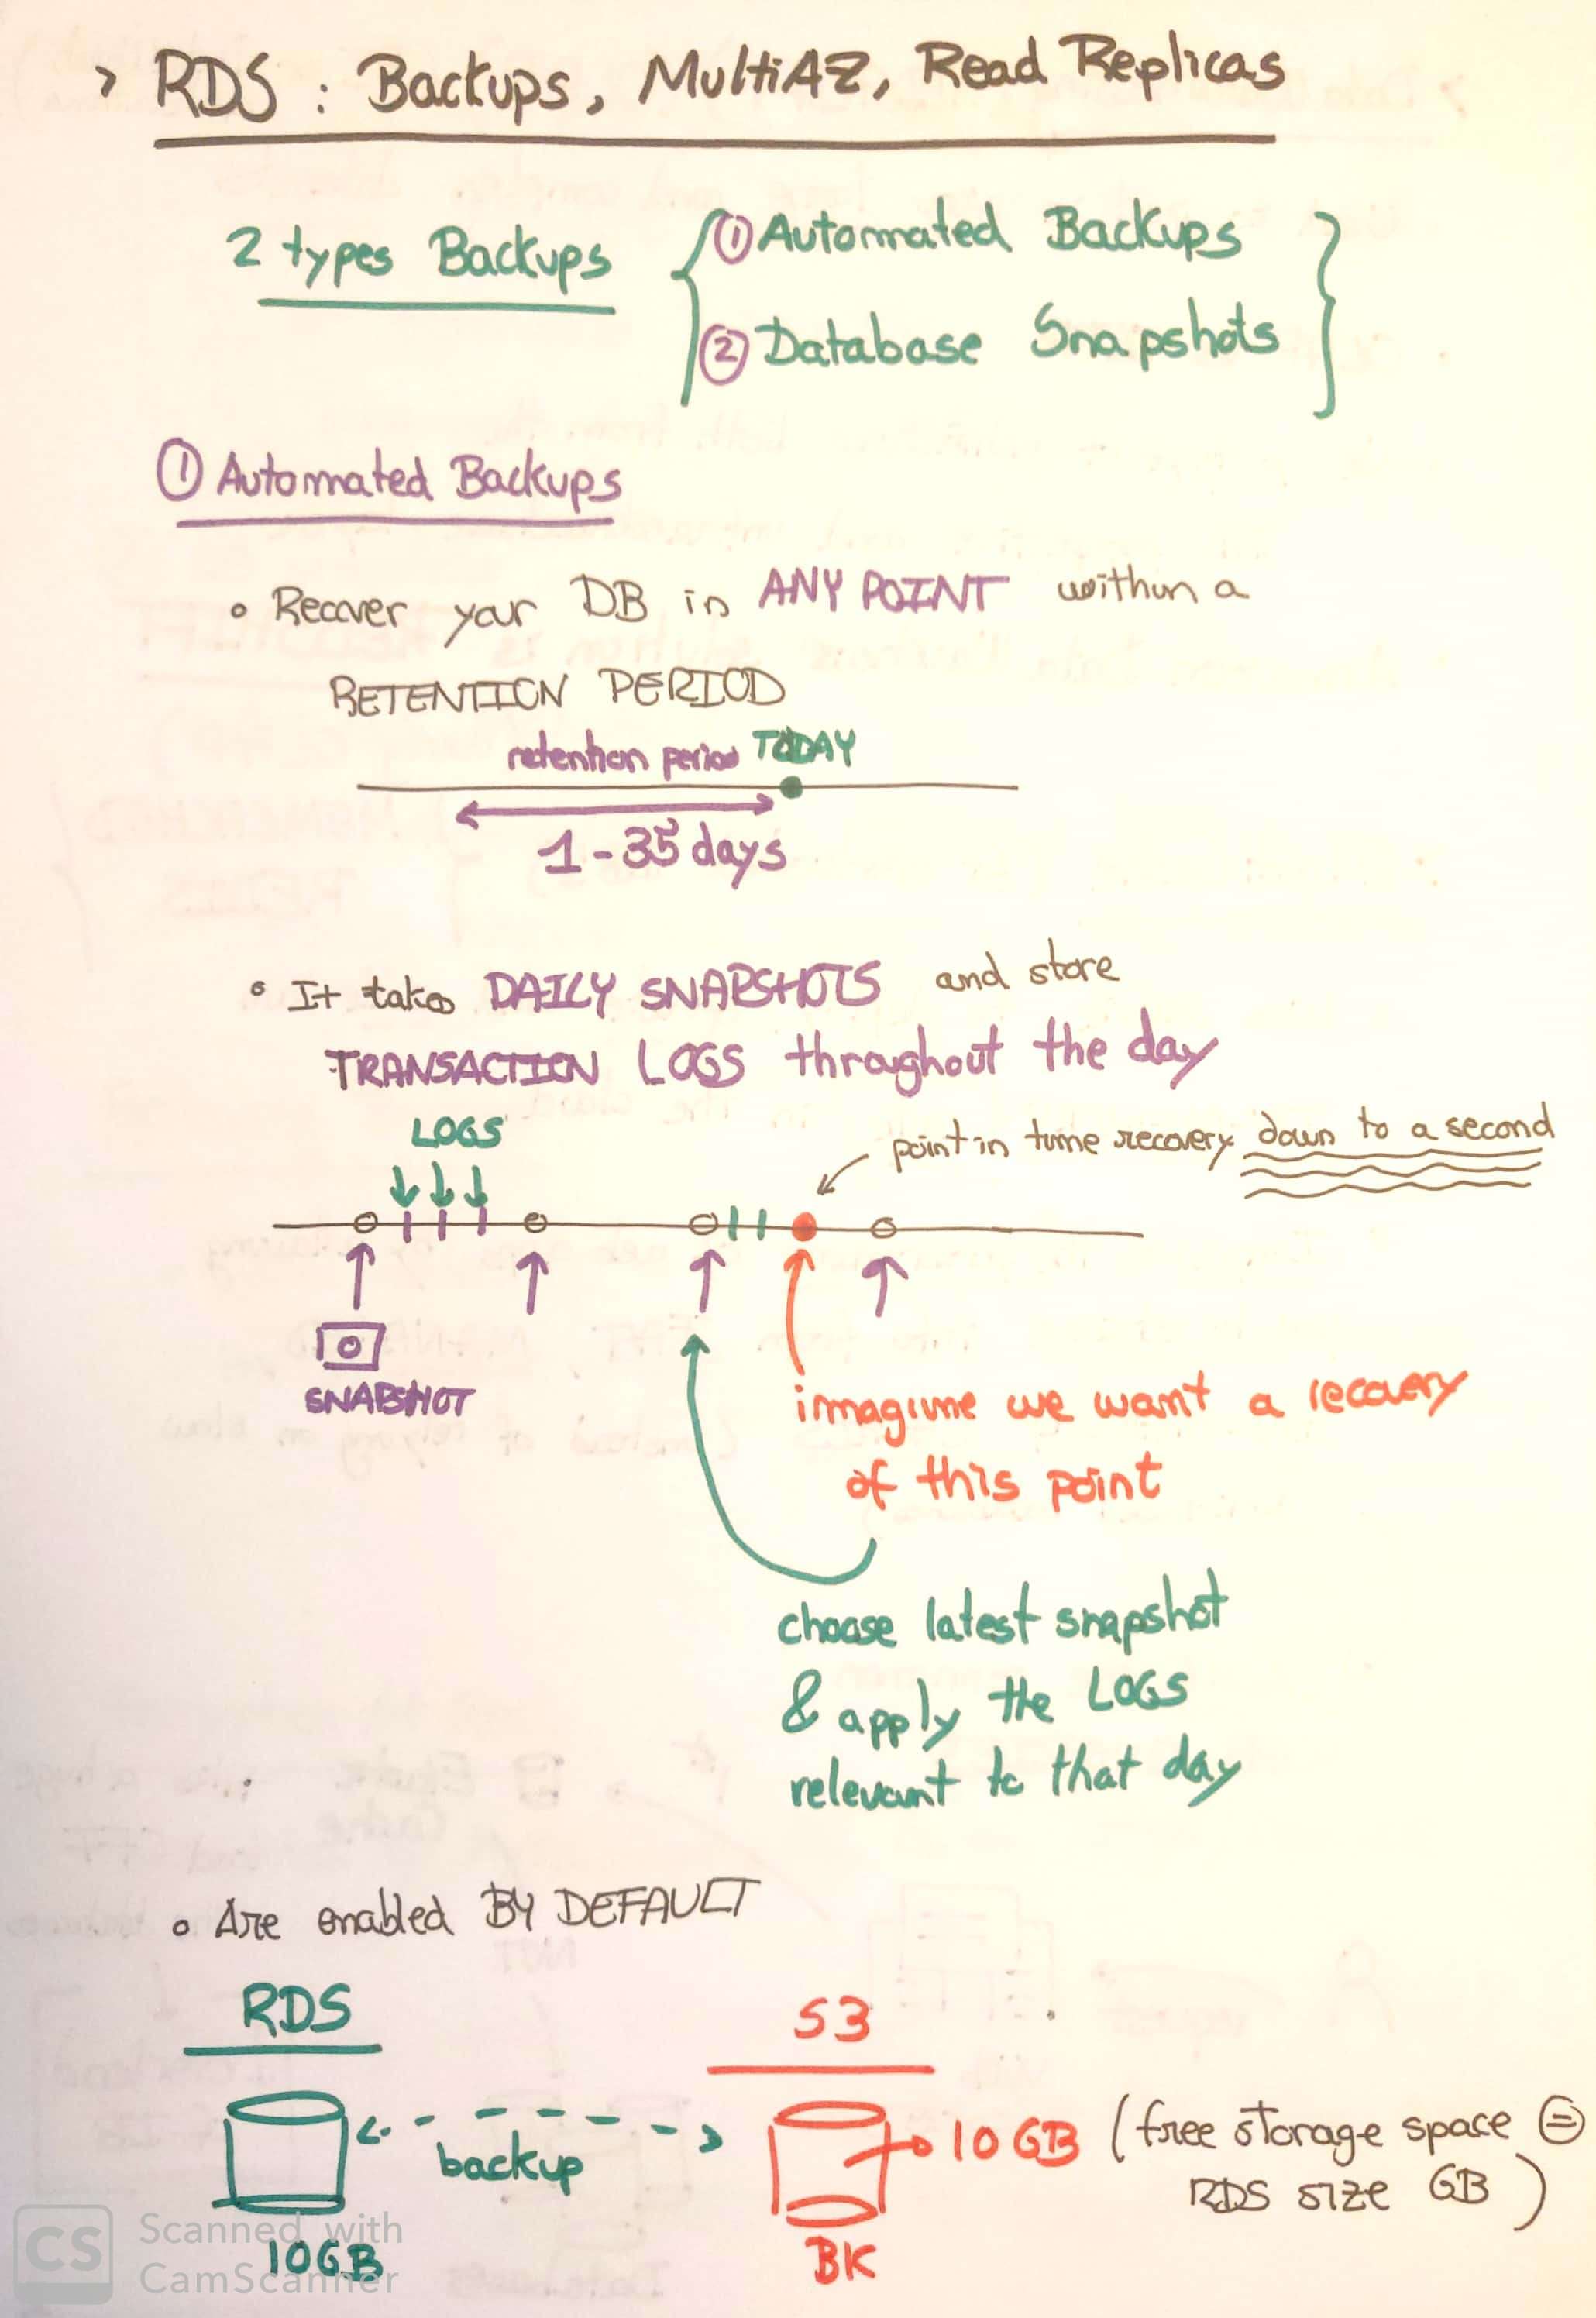 > RDS : Backups, MultiAZ, Read Replicas
2 types Backups
① Automated Backups
② Database Snapshots
① Automated Backups
• Recover your DB in ANY POINT within a
RETENTION PERIOD
retention period TODAY
1-35 days
• It takes DAILY SNAPSHOTS and store
TRANSACTION LOGS throughout the day
LOGS
point in time recovery down to a second
SNAPSHOT
imagine we want a recovery
of this point
choose latest snapshot
& apply the LOGS
relevant to that day
• Are enabled BY DEFAULT
RDS
S3
backup
10 GB (free storage space =
RDS size GB)
10GB
BK
CS
Scanned with
CamScanner